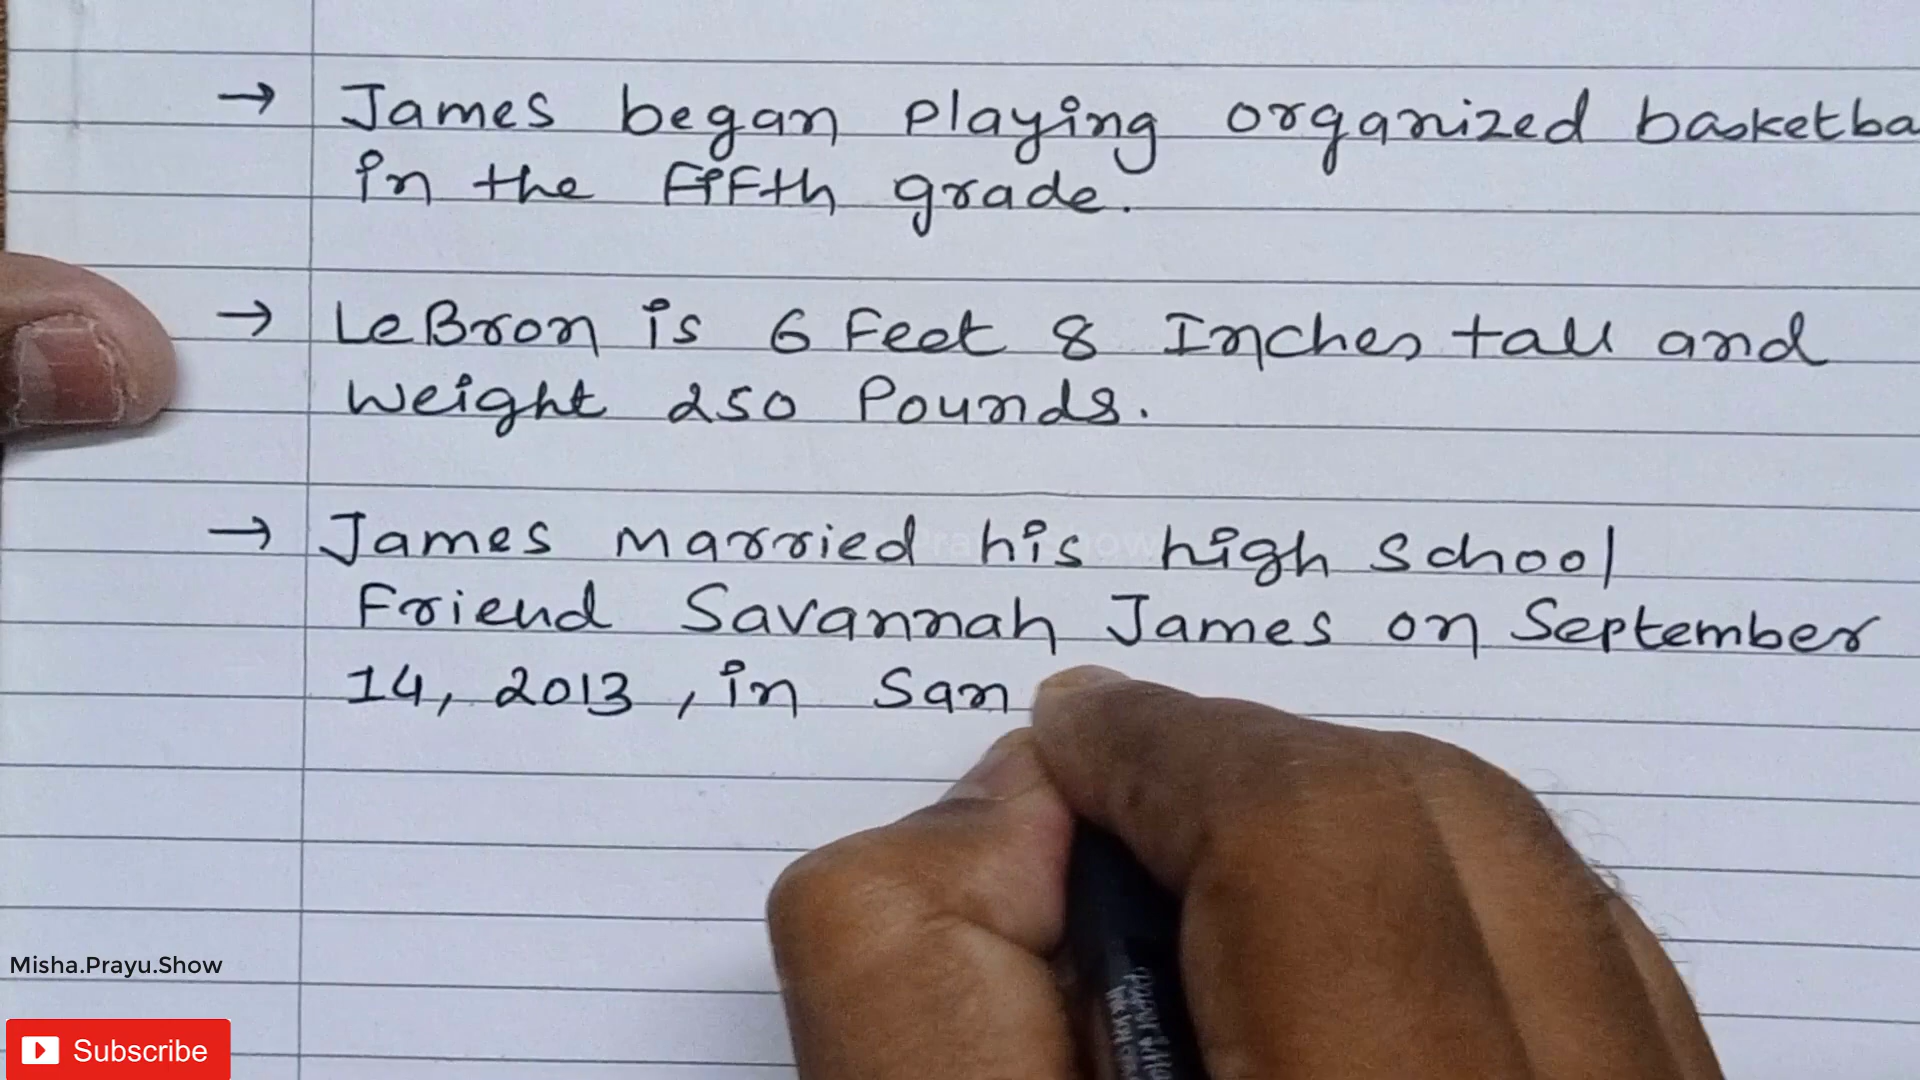 → James began playing organized basketba
in the fifth grade.
→ LeBron is 6 Feet 8 Inches tall and
weight 250 Pounds.
→ James married his high school
Friend Savannah James on September
14, 2013, in San
Misha.Prayu.Show
Subscribe